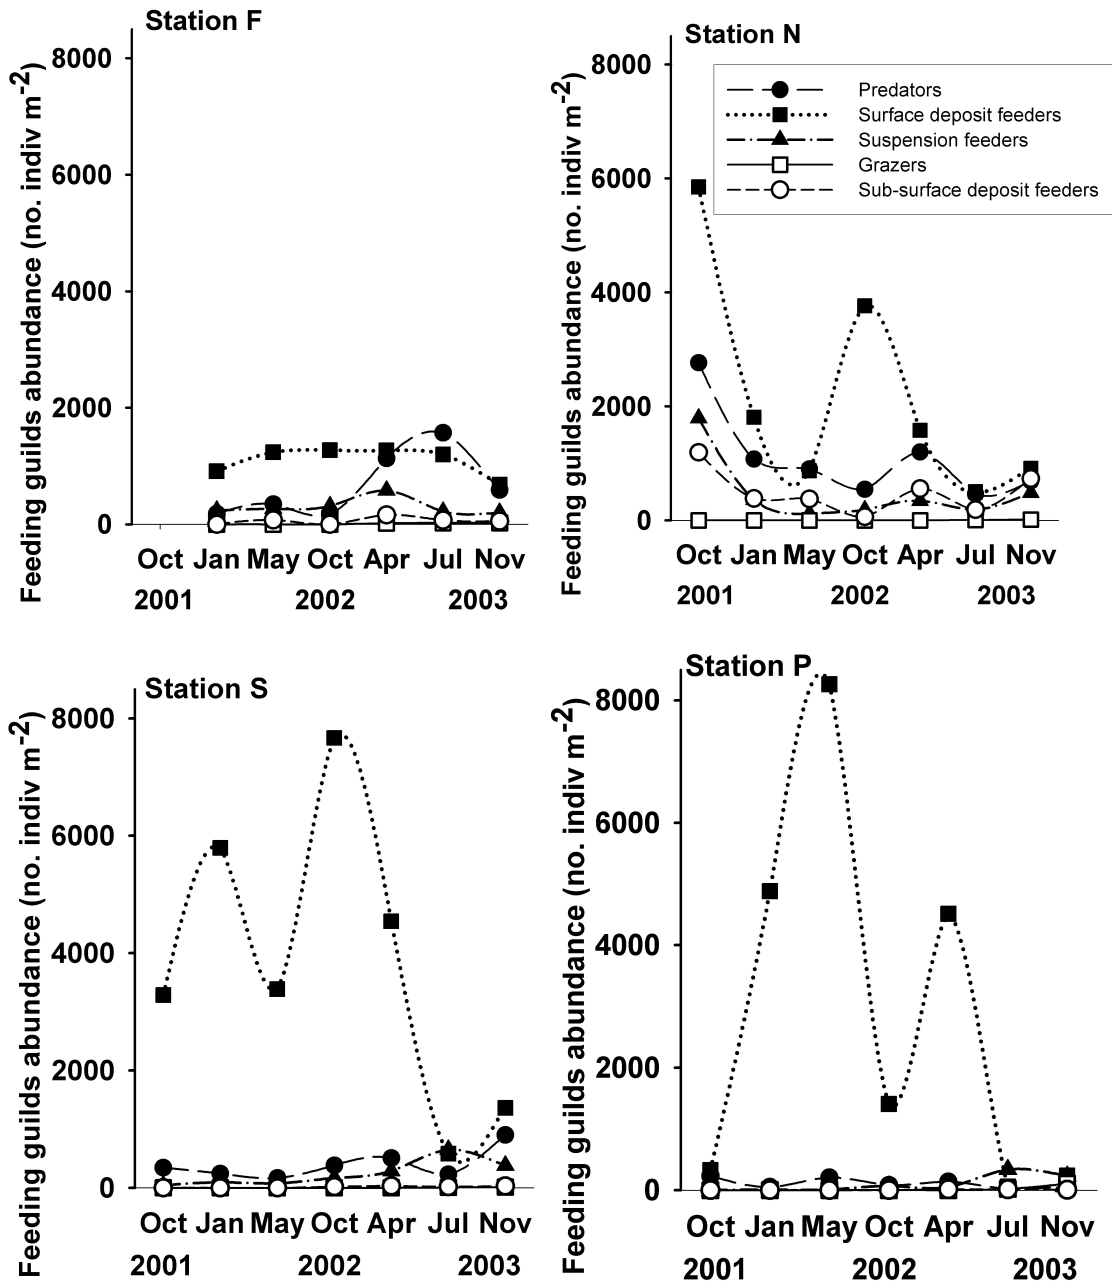 Station F
Feeding guilds abundance (no. indiv m-2)
8000
6000
4000
2000
0
Oct Jan May Oct Apr Jul Nov
2001 2002 2003
Station N
Feeding guilds abundance (no. indiv m-2)
8000
6000
4000
2000
0
Predators
Surface deposit feeders
Suspension feeders
Grazers
Sub-surface deposit feeders
Oct Jan May Oct Apr Jul Nov
2001 2002 2003
Station S
Feeding guilds abundance (no. indiv m-2)
8000
6000
4000
2000
0
Oct Jan May Oct Apr Jul Nov
2001 2002 2003
Station P
Feeding guilds abundance (no. indiv m-2)
8000
6000
4000
2000
0
Oct Jan May Oct Apr Jul Nov
2001 2002 2003